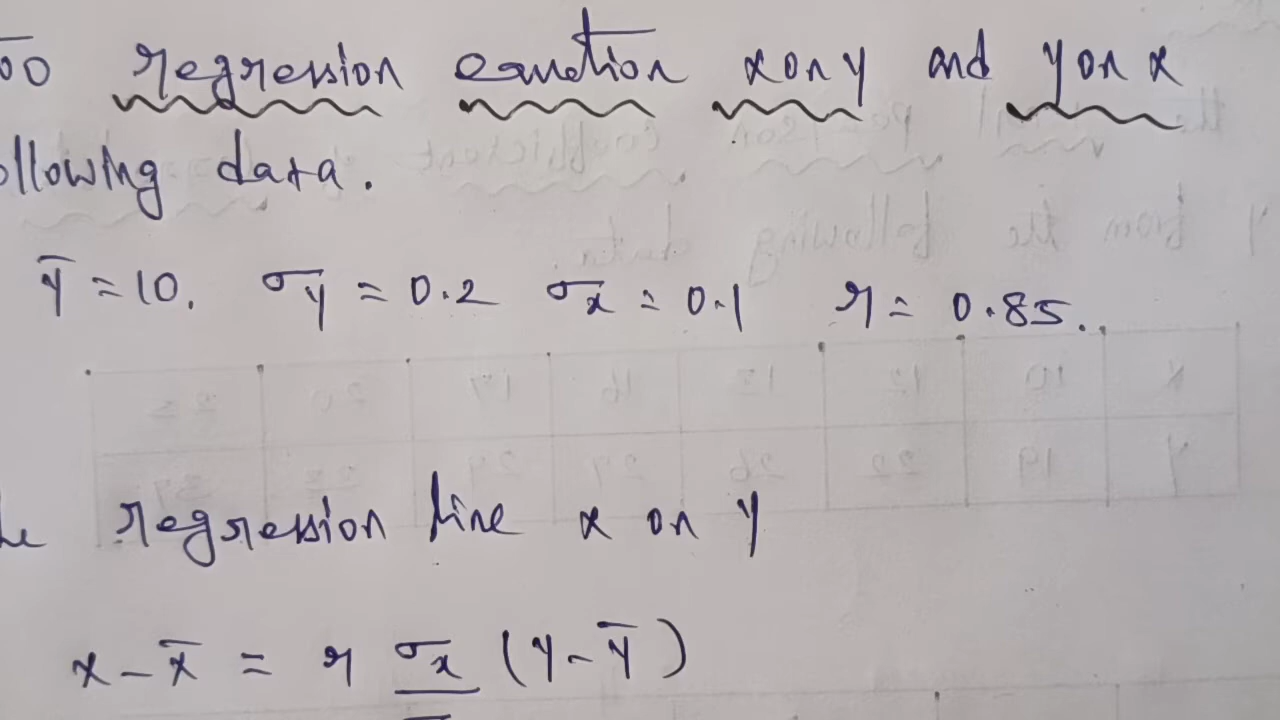 regression equation x on y and y on x
following data.
ȳ = 10. σy = 0.2 σx = 0.1 r = 0.85..
regression line x on y
x - x̄ = r σx (y - ȳ)